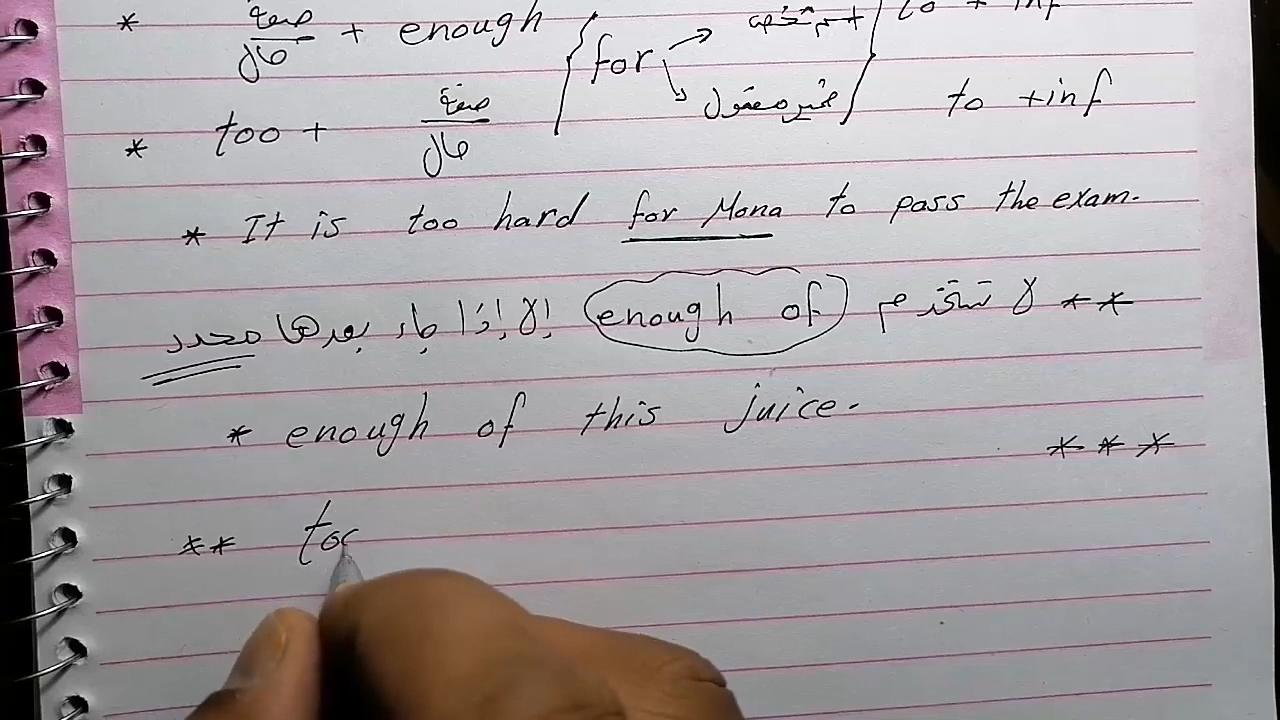 * صفة / حال + enough { for → اسم شخص / ضمير مفعول } to + inf
* too + صفة / حال to + inf
* It is too hard for Mona to pass the exam.
** لا تستخدم enough of إلا إذا جاء بعدها محدد
* enough of this juice.
***
** too